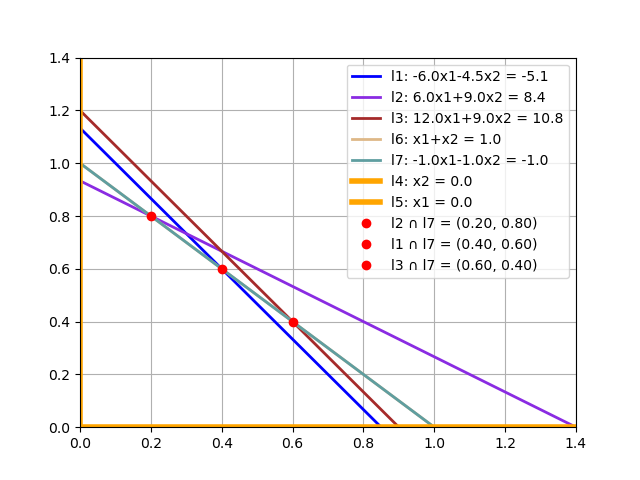 1.4
1.2
1.0
0.8
0.6
0.4
0.2
0.0
0.0 0.2 0.4 0.6 0.8 1.0 1.2 1.4
l1: -6.0x1-4.5x2 = -5.1
l2: 6.0x1+9.0x2 = 8.4
l3: 12.0x1+9.0x2 = 10.8
l6: x1+x2 = 1.0
l7: -1.0x1-1.0x2 = -1.0
l4: x2 = 0.0
l5: x1 = 0.0
l2 ∩ l7 = (0.20, 0.80)
l1 ∩ l7 = (0.40, 0.60)
l3 ∩ l7 = (0.60, 0.40)